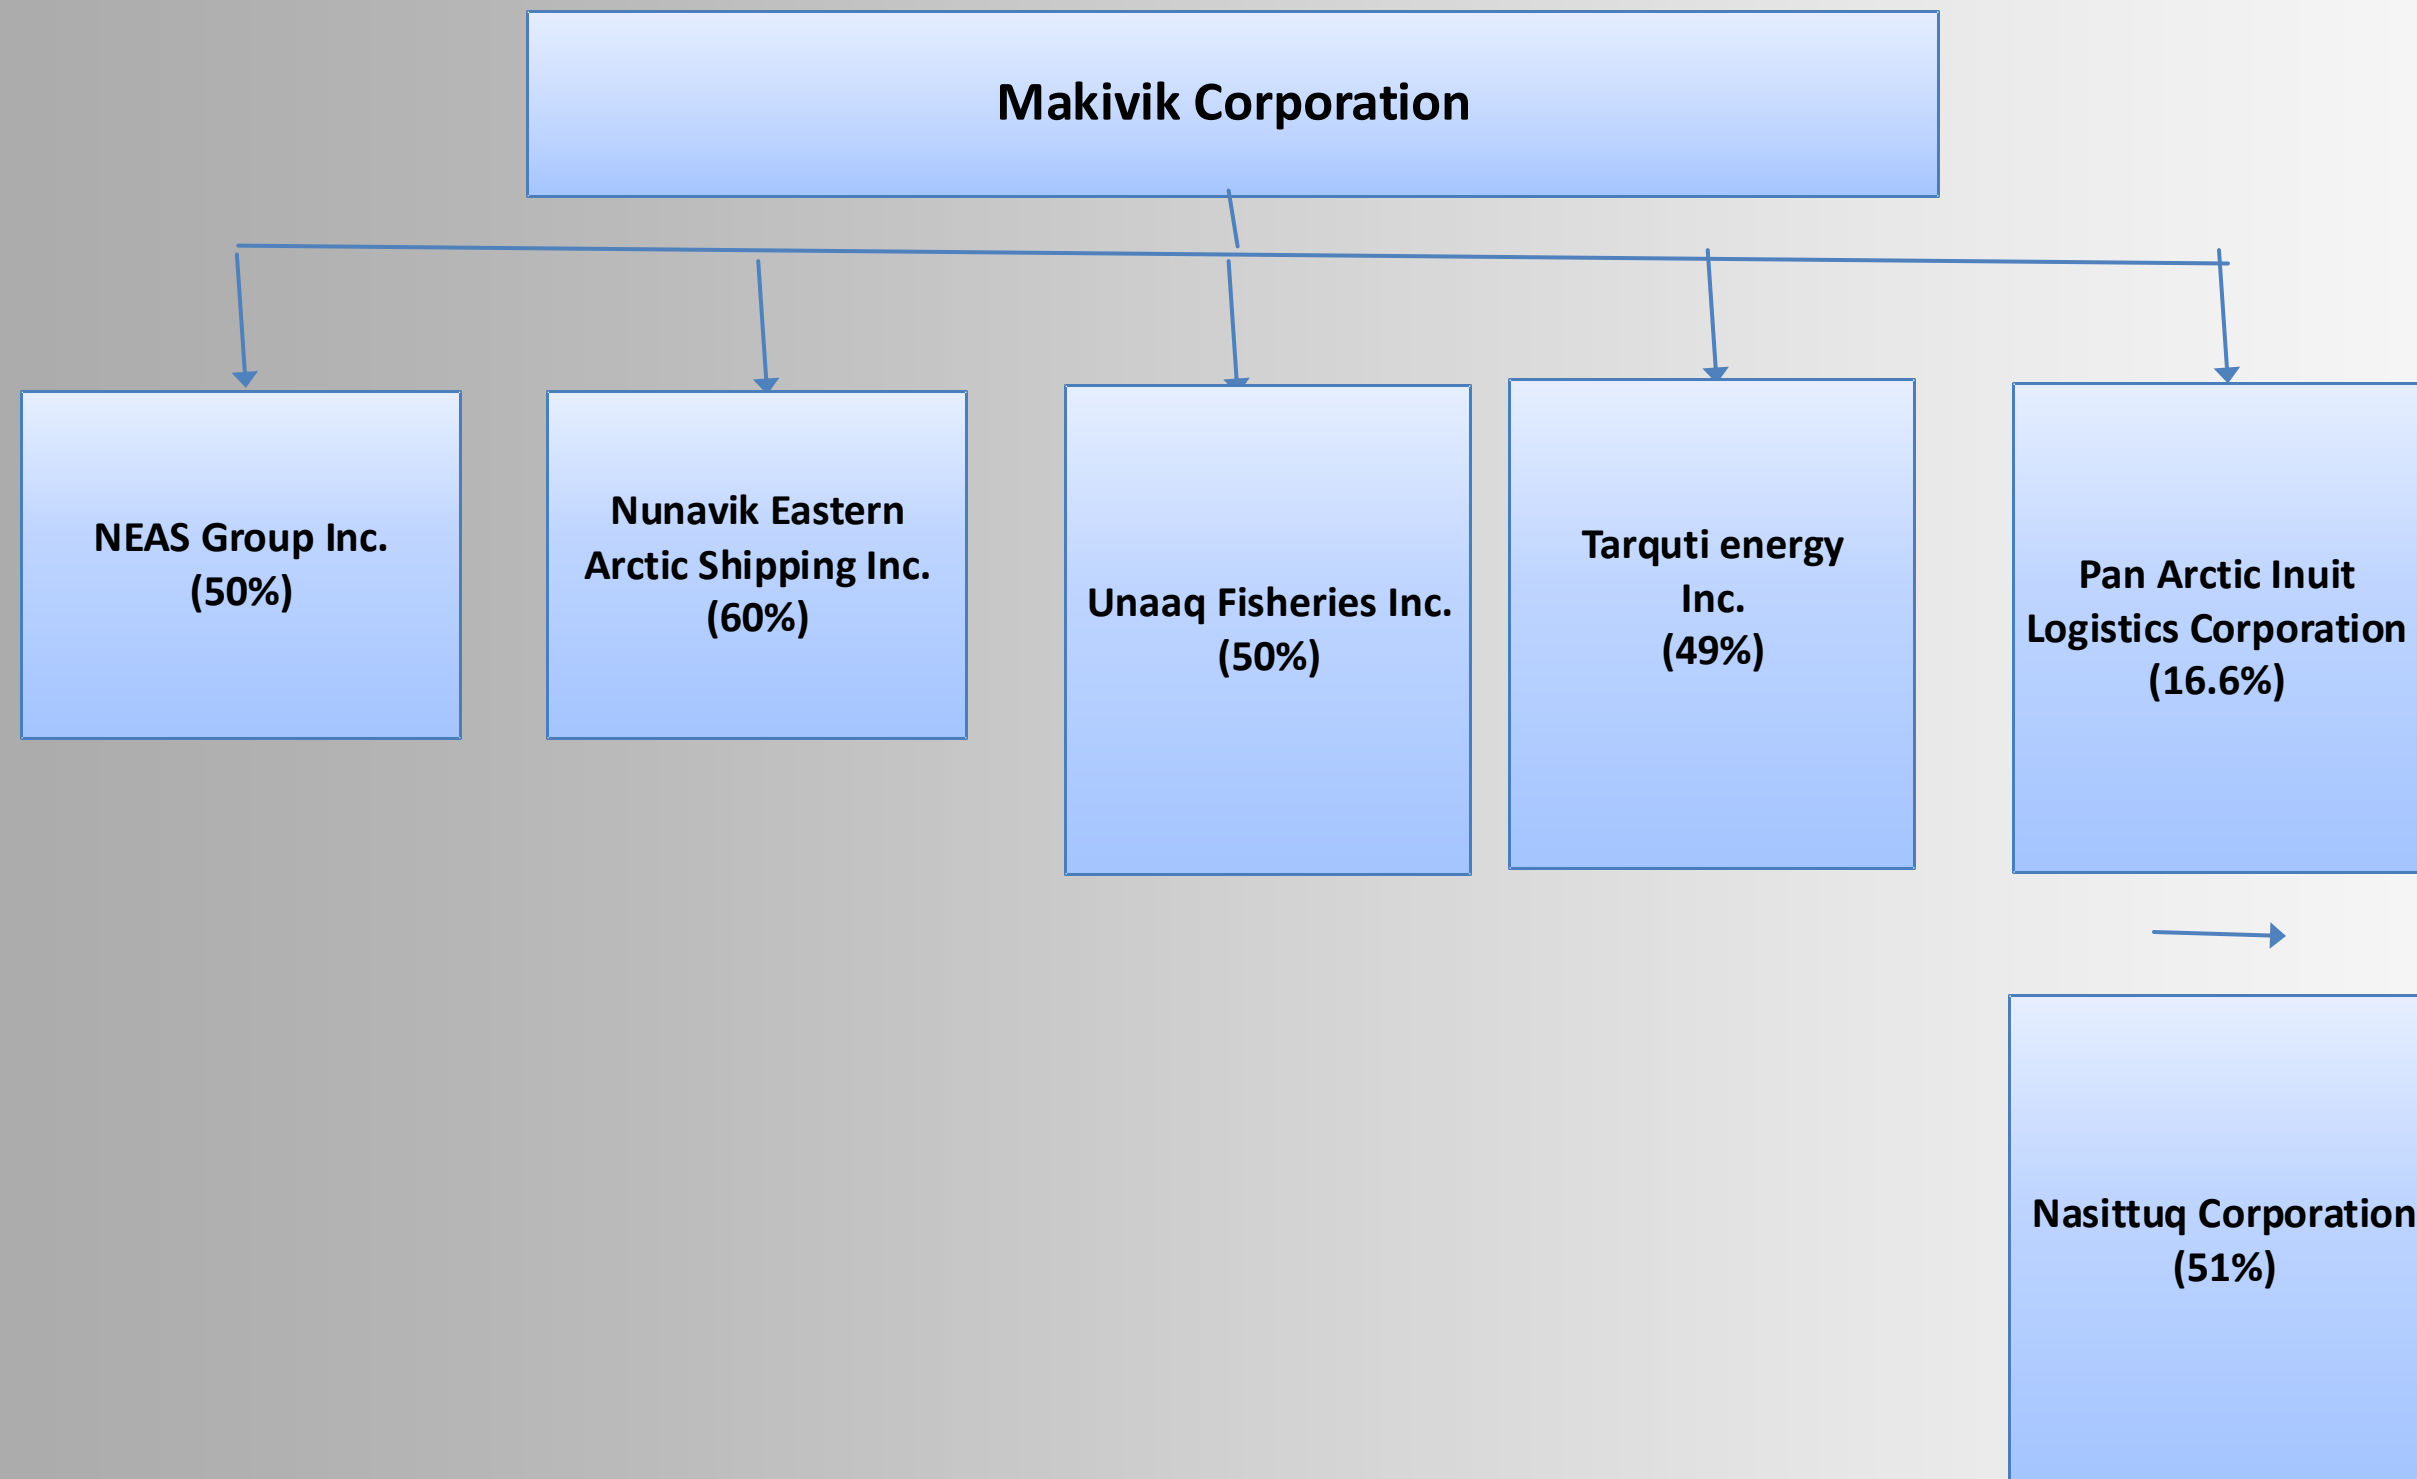 Makivik Corporation
NEAS Group Inc.
(50%)
Nunavik Eastern
Arctic Shipping Inc.
(60%)
Unaaq Fisheries Inc.
(50%)
Tarquti energy
Inc.
(49%)
Pan Arctic Inuit
Logistics Corporation
(16.6%)
Nasittuq Corporation
(51%)